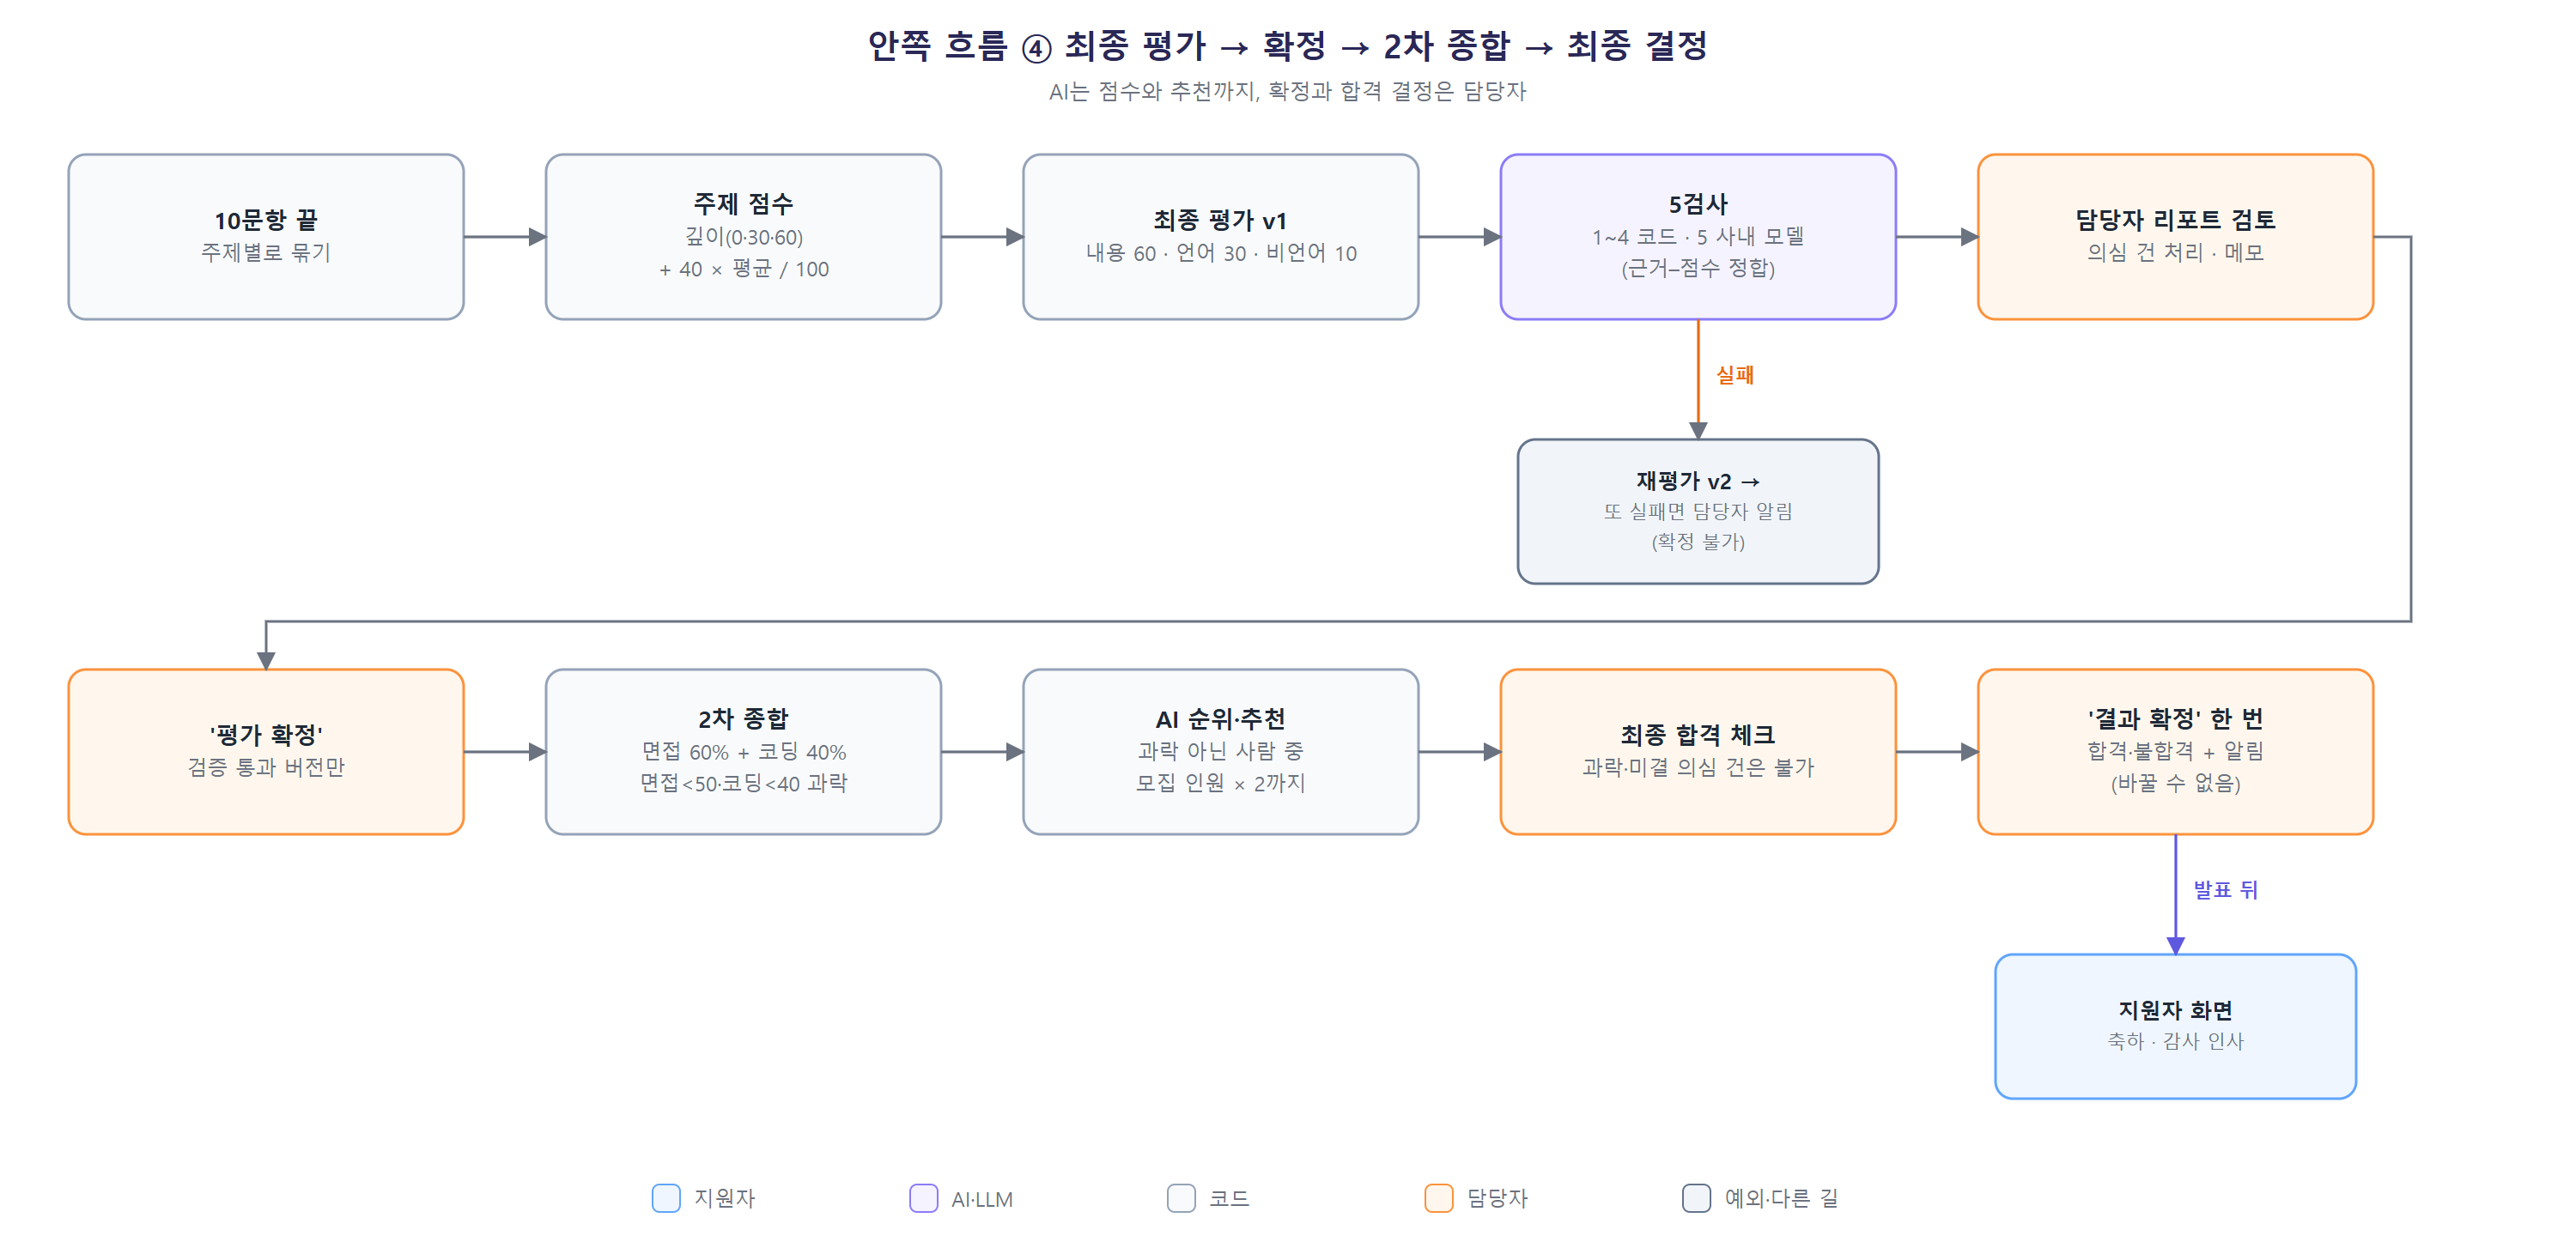 안쪽 흐름 ④ 최종 평가 → 확정 → 2차 종합 → 최종 결정
AI는 점수와 추천까지, 확정과 합격 결정은 담당자
10문항 끝
주제별로 묶기
주제 점수
깊이(0·30·60)
+ 40 × 평균 / 100
최종 평가 v1
내용 60 · 언어 30 · 비언어 10
5검사
1~4 코드 · 5 사내 모델
(근거–점수 정합)
담당자 리포트 검토
의심 건 처리 · 메모
실패
재평가 v2 →
또 실패면 담당자 알림
(확정 불가)
'평가 확정'
검증 통과 버전만
2차 종합
면접 60% + 코딩 40%
면접<50·코딩<40 과락
AI 순위·추천
과락 아닌 사람 중
모집 인원 × 2까지
최종 합격 체크
과락·미결 의심 건은 불가
'결과 확정' 한 번
합격·불합격 + 알림
(바꿀 수 없음)
발표 뒤
지원자 화면
축하 · 감사 인사
지원자
AI·LLM
코드
담당자
예외·다른 길